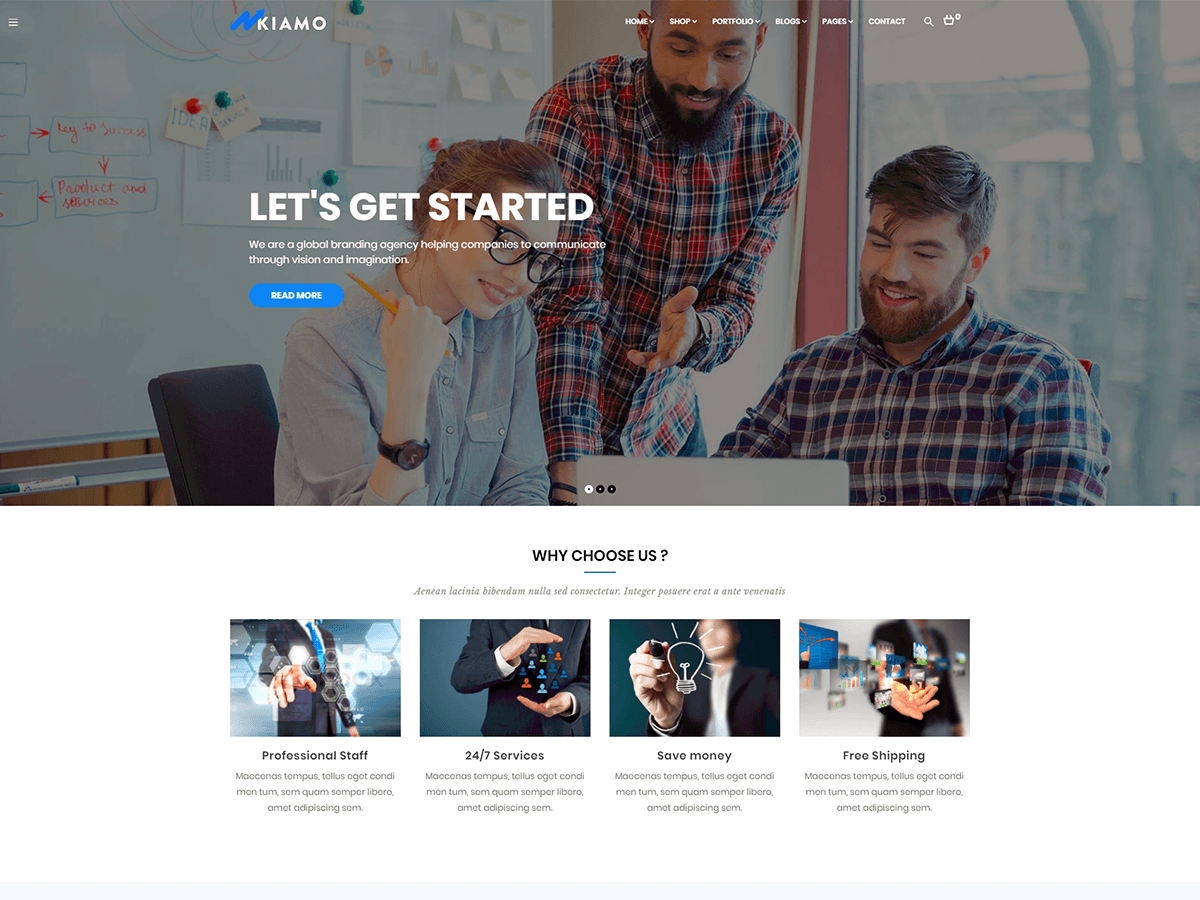 KIAMO
HOME SHOP PORTFOLIO BLOGS PAGES CONTACT 0
IDEA
Key to Success
Product and
services
LET'S GET STARTED
We are a global branding agency helping companies to communicate
through vision and imagination.
READ MORE
WHY CHOOSE US ?
Aenean lacinia bibendum nulla sed consectetur. Integer posuere erat a ante venenatis
Professional Staff
Maecenas tempus, tellus eget condi
men tum, sem quam semper libero,
amet adipiscing sem.
24/7 Services
Maecenas tempus, tellus eget condi
men tum, sem quam semper libero,
amet adipiscing sem.
Save money
Maecenas tempus, tellus eget condi
men tum, sem quam semper libero,
amet adipiscing sem.
Free Shipping
Maecenas tempus, tellus eget condi
men tum, sem quam semper libero,
amet adipiscing sem.